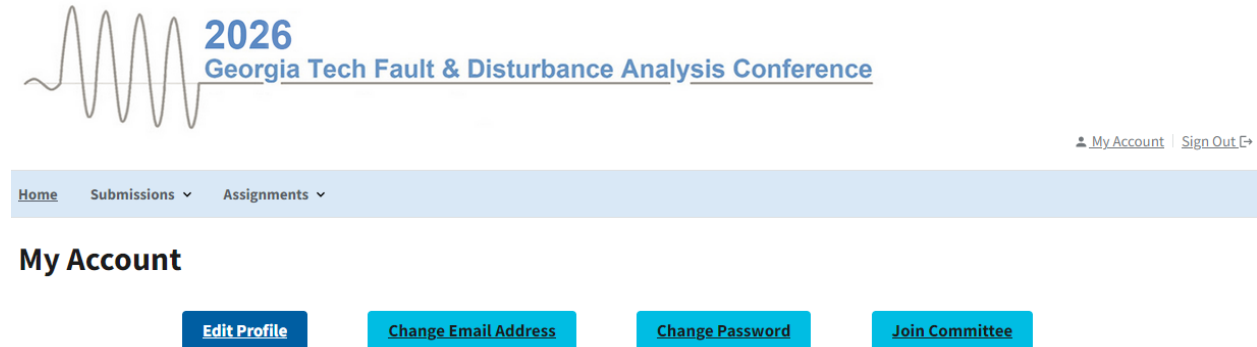 2026
Georgia Tech Fault & Disturbance Analysis Conference
My Account Sign Out
Home Submissions Assignments
My Account
Edit Profile Change Email Address Change Password Join Committee